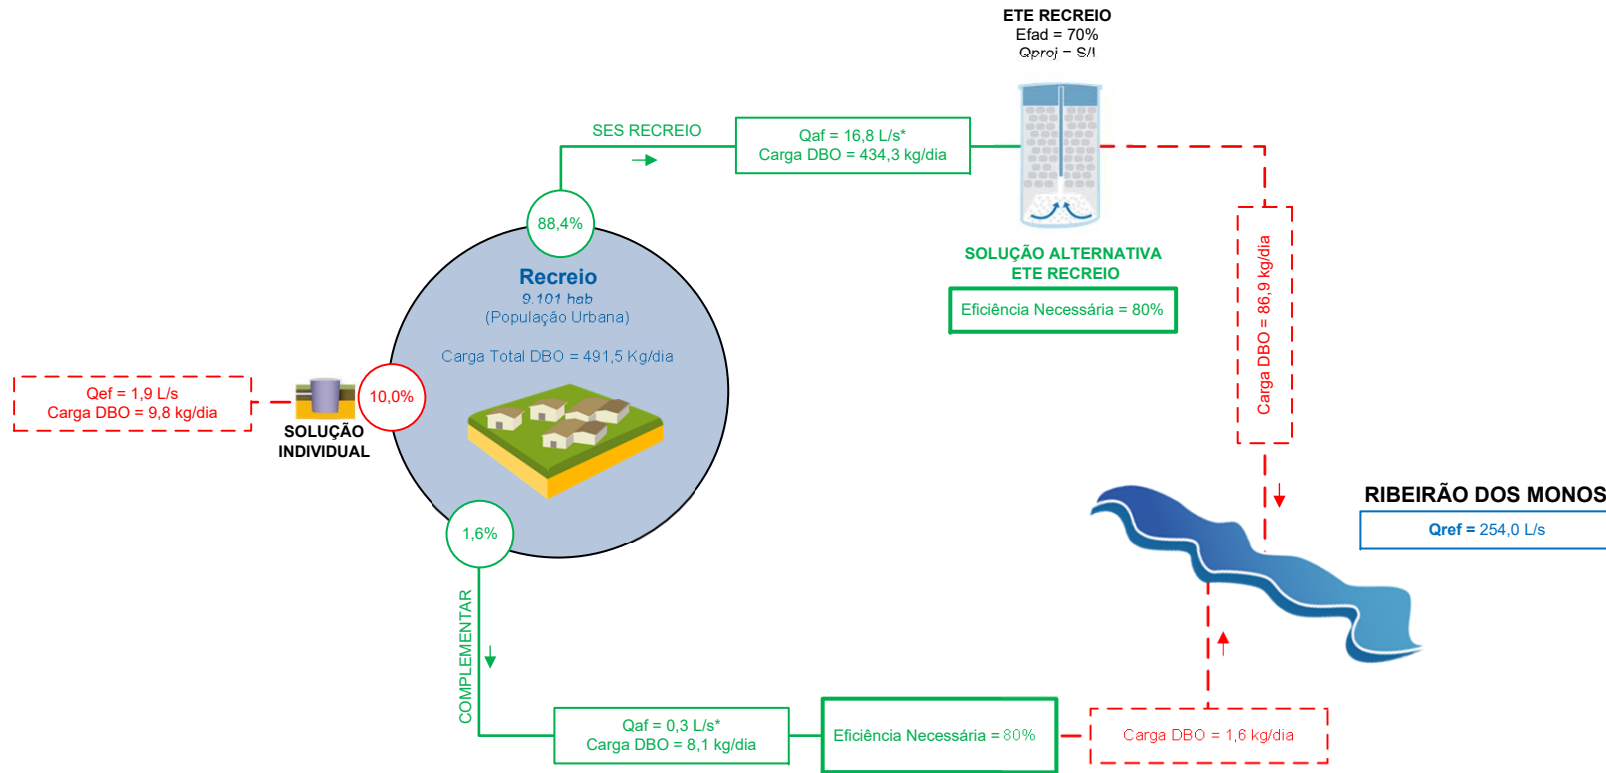 ETE RECREIO
Efad = 70%
Qproj = S/I
SES RECREIO
Qaf = 16,8 L/s*
Carga DBO = 434,3 kg/dia
88,4%
Recreio
9.101 hab
(População Urbana)
Carga Total DBO = 491,5 Kg/dia
SOLUÇÃO ALTERNATIVA
ETE RECREIO
Eficiência Necessária = 80%
Carga DBO = 86,9 kg/dia
Qef = 1,9 L/s
Carga DBO = 9,8 kg/dia
10,0%
SOLUÇÃO
INDIVIDUAL
RIBEIRÃO DOS MONOS
Qref = 254,0 L/s
1,6%
COMPLEMENTAR
Qaf = 0,3 L/s*
Carga DBO = 8,1 kg/dia
Eficiência Necessária = 80%
Carga DBO = 1,6 kg/dia